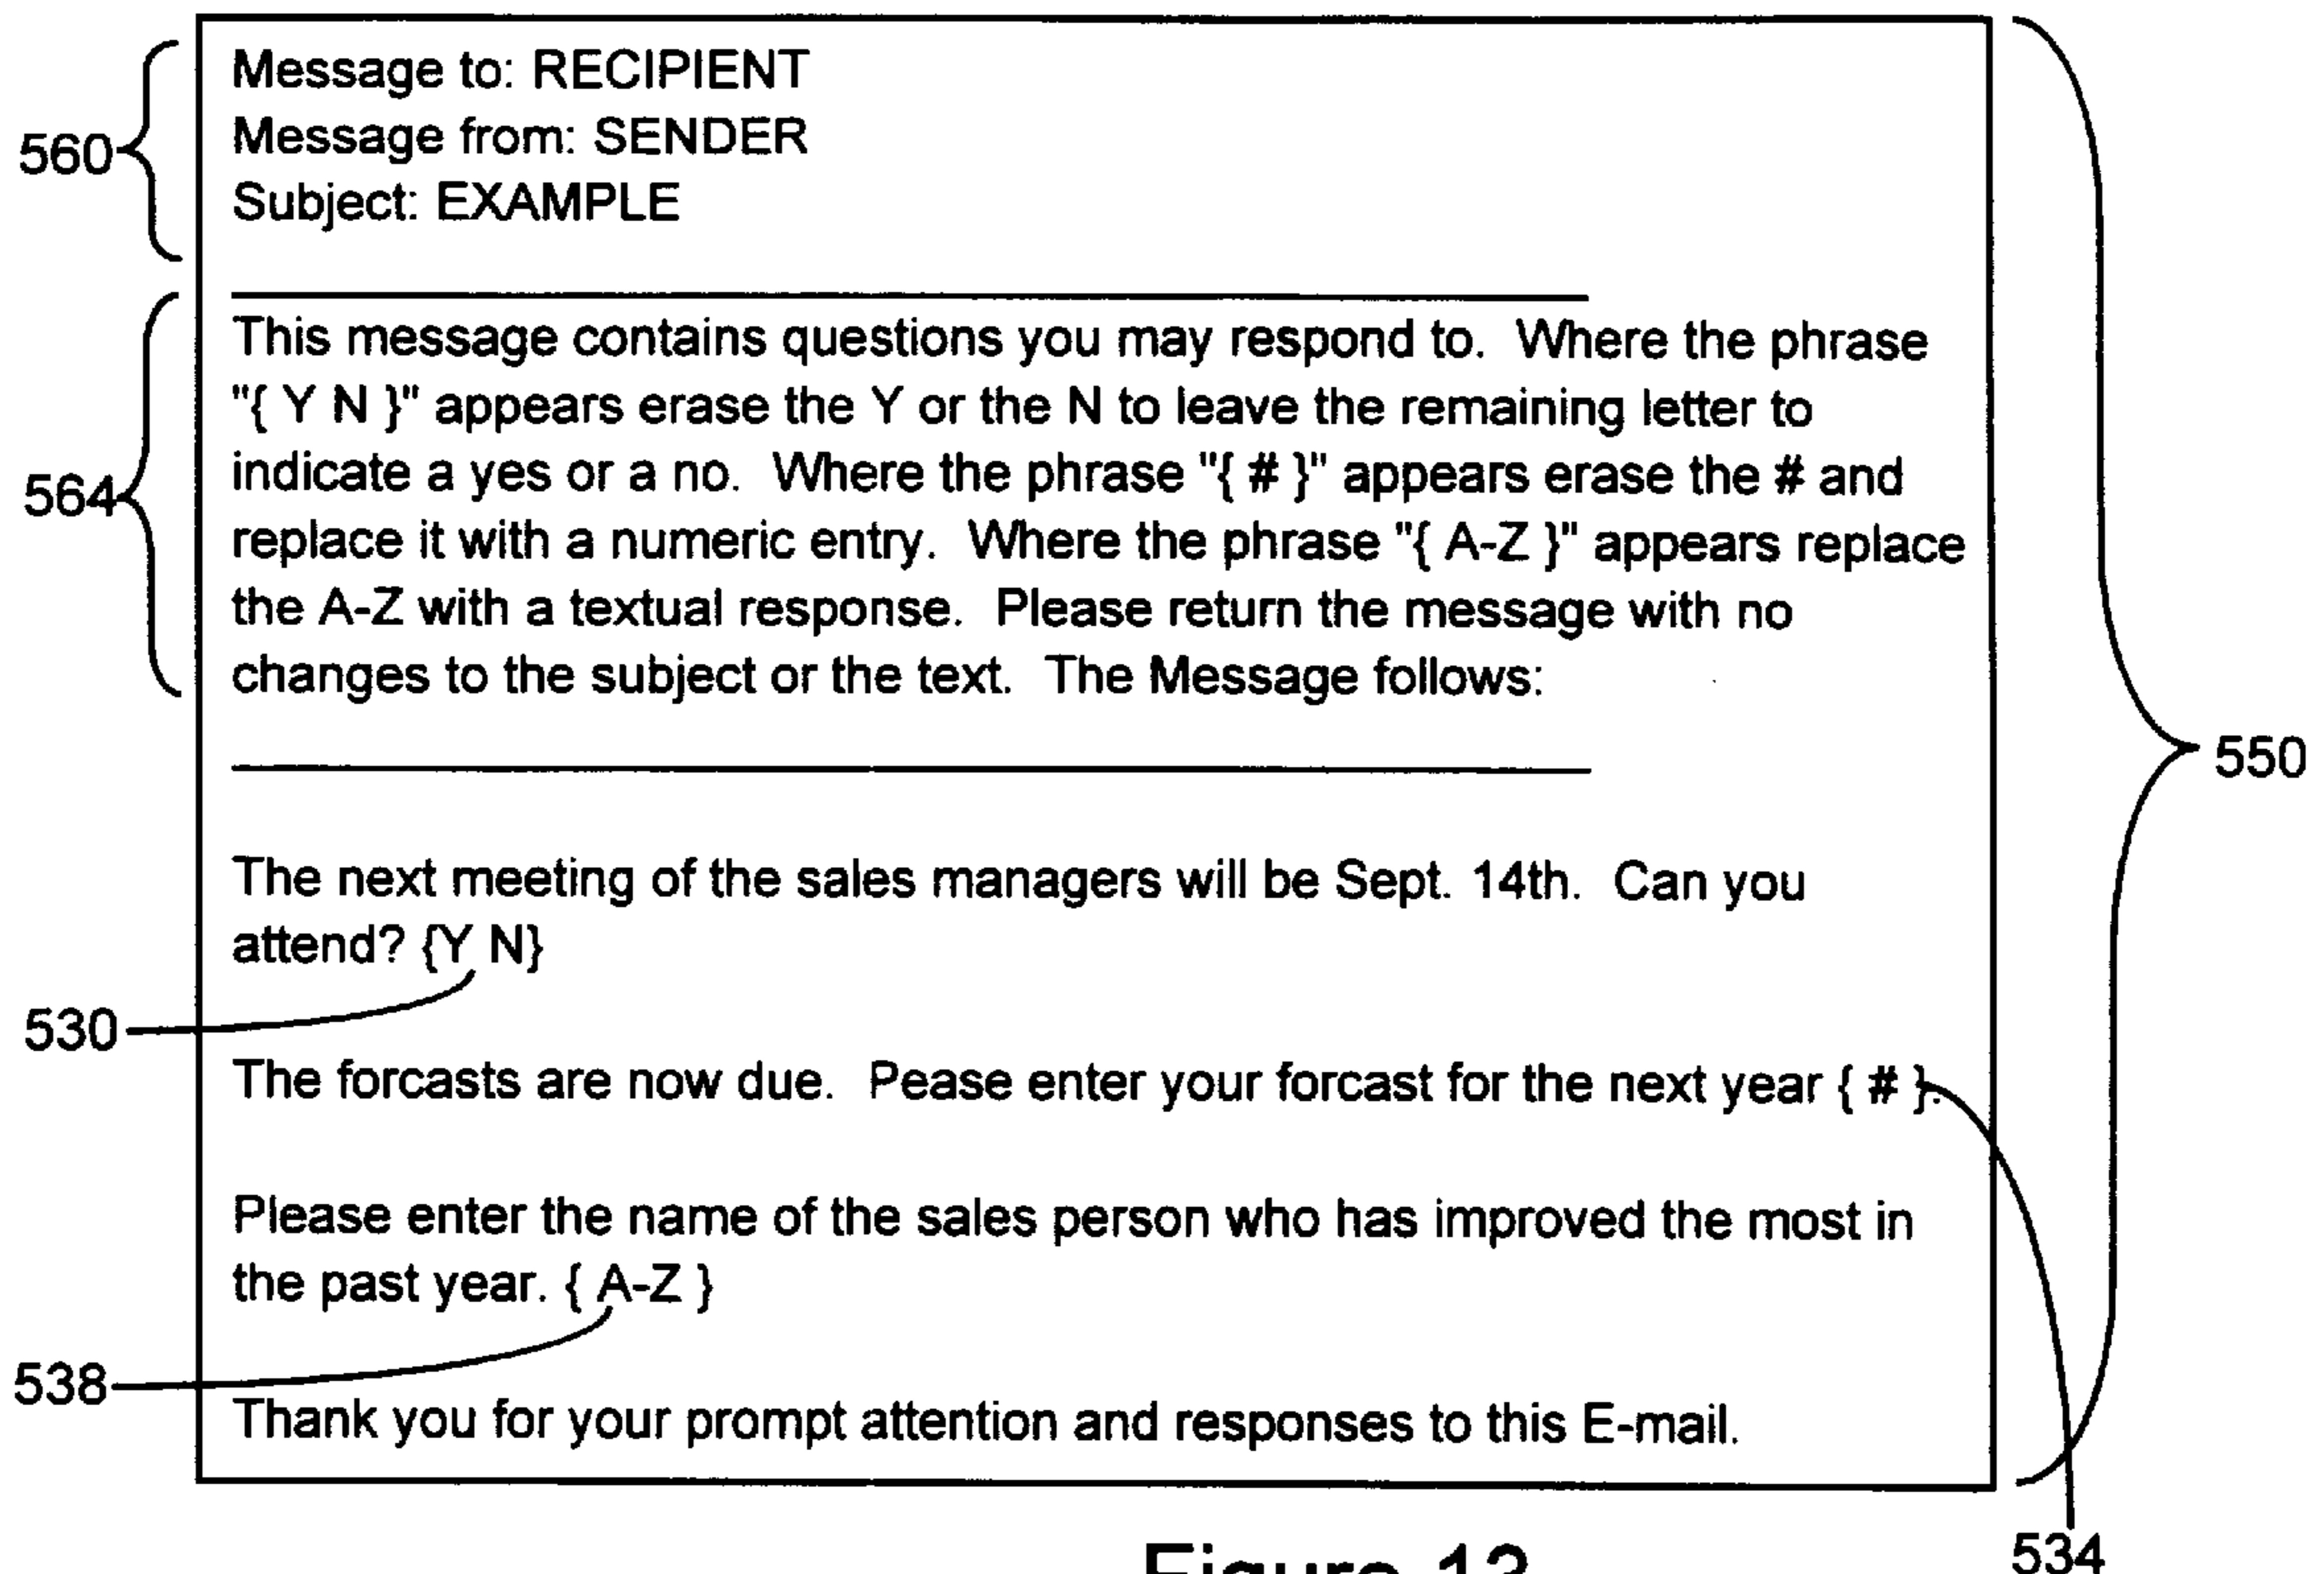 Message to: RECIPIENT
Message from: SENDER
560
Subject: EXAMPLE
This message contains questions you may respond to.  Where the phrase
"{ Y N }" appears erase the Y or the N to leave the remaining letter to
indicate a yes or a no.  Where the phrase "{ # }" appears erase the # and
564
replace it with a numeric entry.  Where the phrase "{ A-Z }" appears replace
the A-Z with a textual response.  Please return the message with no
changes to the subject or the text.  The Message follows:
550
The next meeting of the sales managers will be Sept. 14th.  Can you
attend? {Y N}
530
The forcasts are now due.  Pease enter your forcast for the next year { # }.
Please enter the name of the sales person who has improved the most in
the past year. { A-Z }
538
Thank you for your prompt attention and responses to this E-mail.
534
Figure